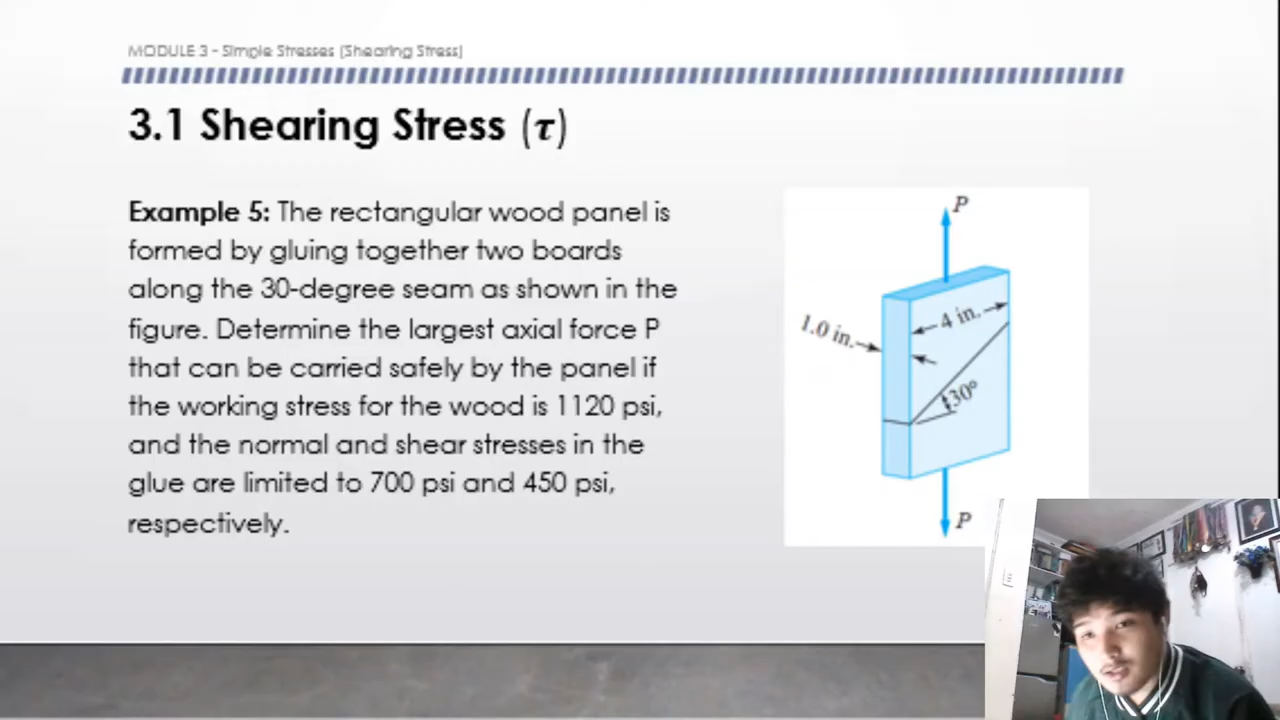 MODULE 3 - Simple Stresses (Shearing Stress)
3.1 Shearing Stress (τ)
Example 5: The rectangular wood panel is
formed by gluing together two boards
along the 30-degree seam as shown in the
figure. Determine the largest axial force P
that can be carried safely by the panel if
the working stress for the wood is 1120 psi,
and the normal and shear stresses in the
glue are limited to 700 psi and 450 psi,
respectively.
P
4 in.
1.0 in.
30°
P